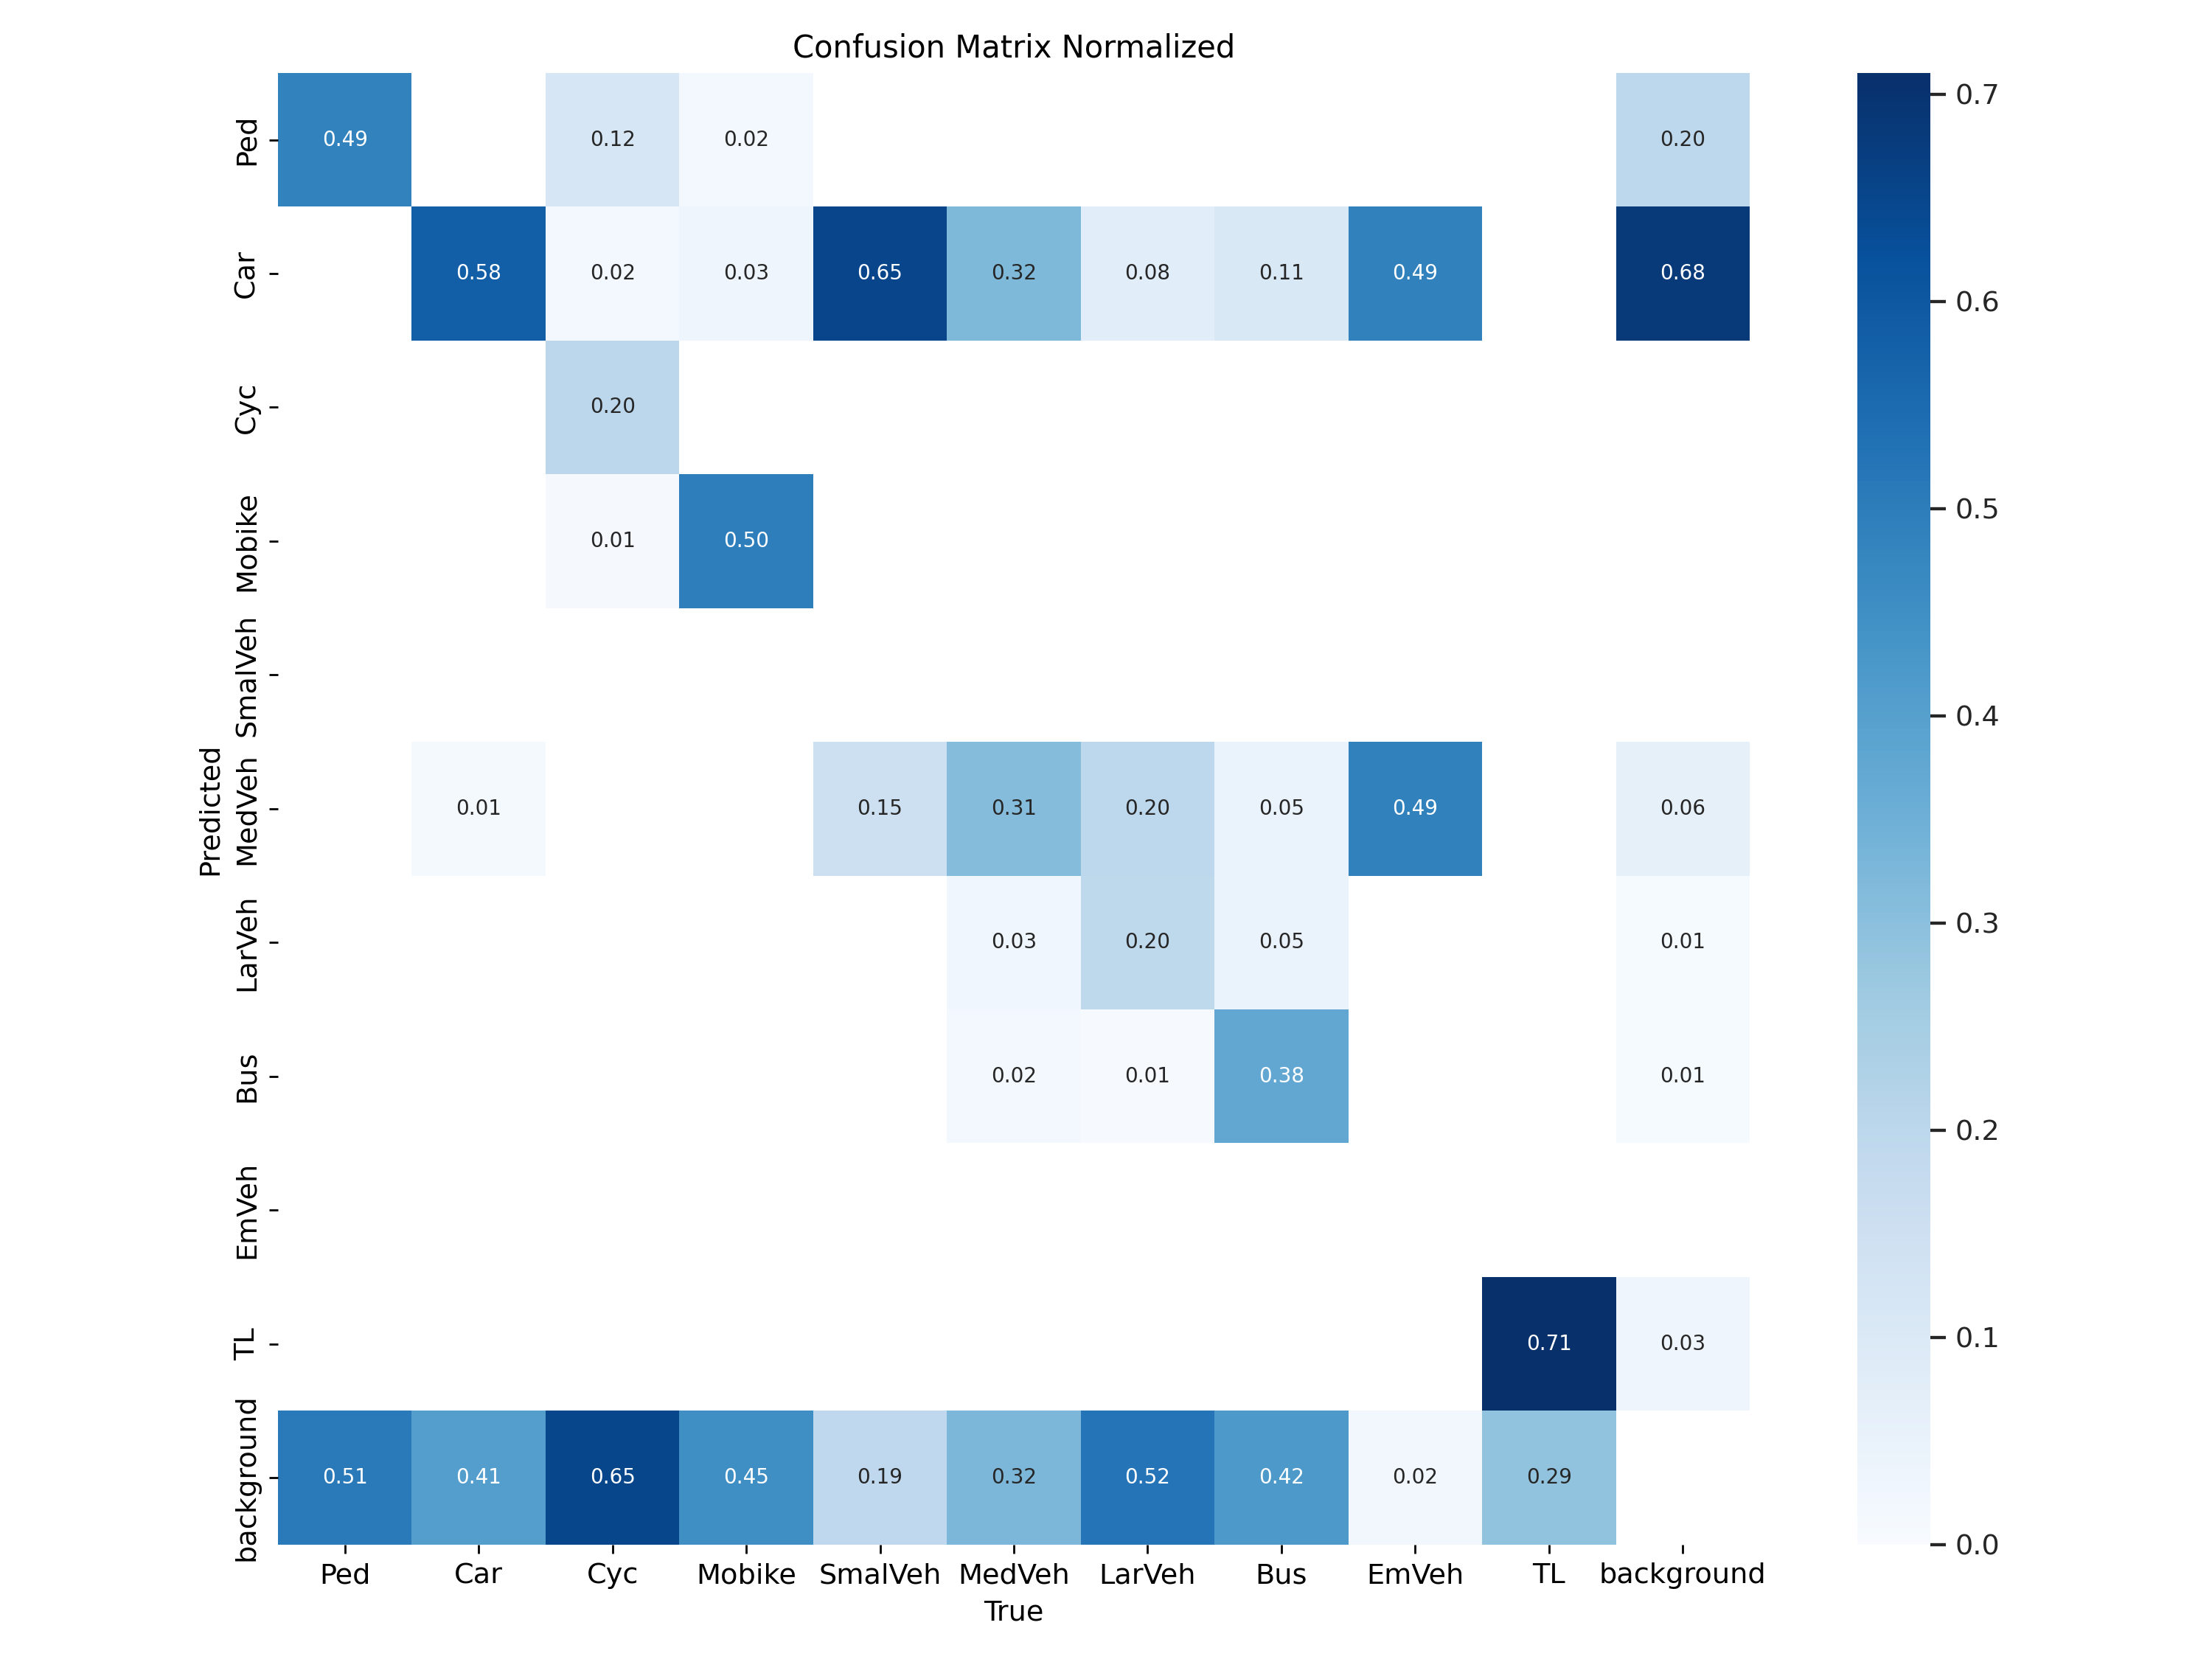 Confusion Matrix Normalized
Ped 0.49 0.12 0.02 0.20
Car 0.58 0.02 0.03 0.65 0.32 0.08 0.11 0.49 0.68
Cyc 0.20
Mobike 0.01 0.50
SmalVeh
MedVeh 0.01 0.15 0.31 0.20 0.05 0.49 0.06
LarVeh 0.03 0.20 0.05 0.01
Bus 0.02 0.01 0.38 0.01
EmVeh
TL 0.71 0.03
background 0.51 0.41 0.65 0.45 0.19 0.32 0.52 0.42 0.02 0.29
Predicted
Ped Car Cyc Mobike SmalVeh MedVeh LarVeh Bus EmVeh TL background
True
0.7
0.6
0.5
0.4
0.3
0.2
0.1
0.0